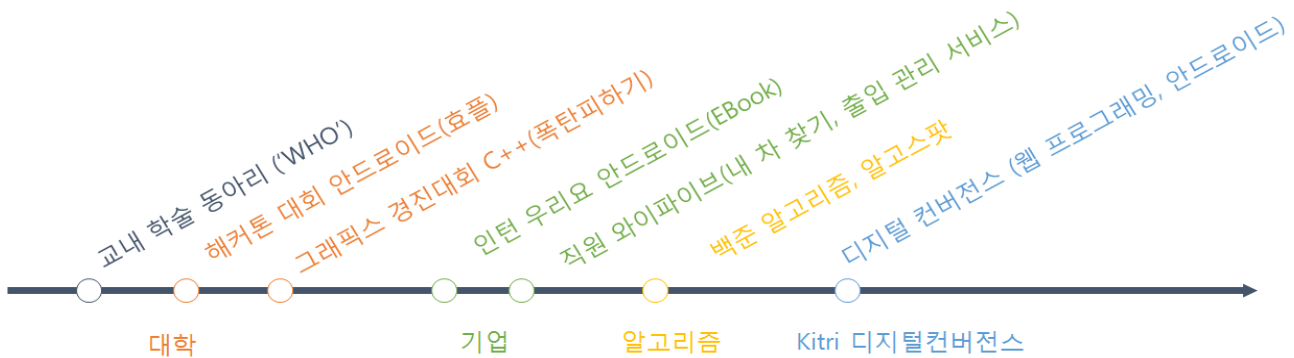 교내 학술 동아리 ('WHO')
해커톤 대회 안드로이드(효플)
그래픽스 경진대회 C++(폭탄피하기)
인턴 우리요 안드로이드(EBook)
직원 와이파이브(내 차 찾기, 출입 관리 서비스)
백준 알고리즘, 알고스팟
디지털 컨버전스 (웹 프로그래밍, 안드로이드)
대학
기업
알고리즘
Kitri 디지털컨버전스